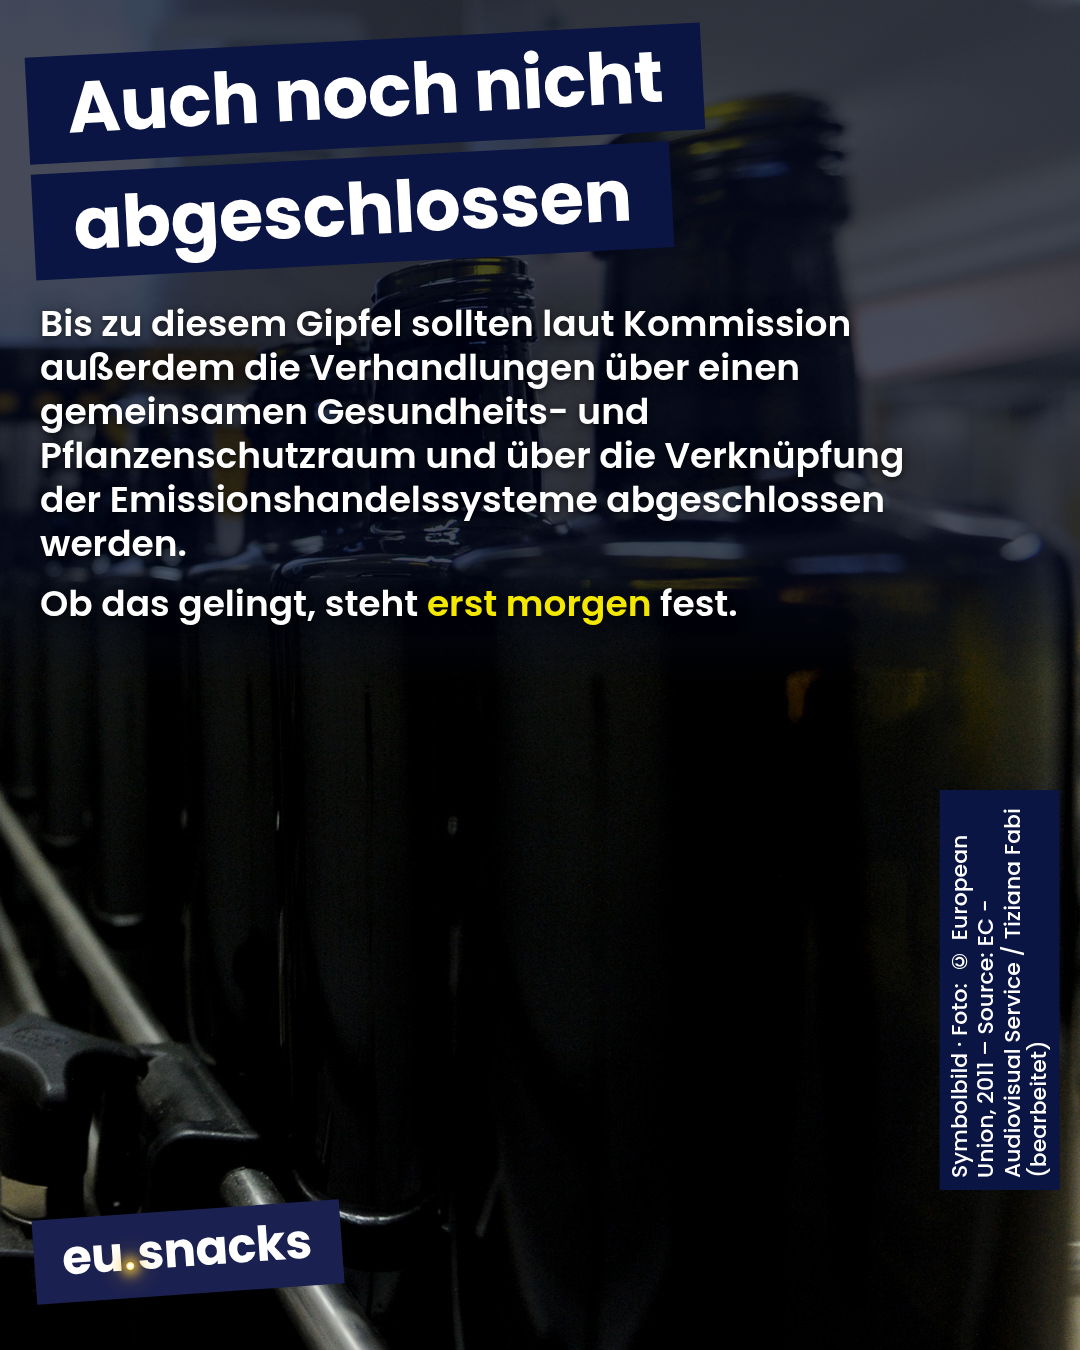 Auch noch nicht
abgeschlossen
Bis zu diesem Gipfel sollten laut Kommission
außerdem die Verhandlungen über einen
gemeinsamen Gesundheits- und
Pflanzenschutzraum und über die Verknüpfung
der Emissionshandelssysteme abgeschlossen
werden.
Ob das gelingt, steht erst morgen fest.
Symbolbild · Foto: © European
Union, 2011 – Source: EC -
Audiovisual Service / Tiziana Fabi
(bearbeitet)
eu.snacks